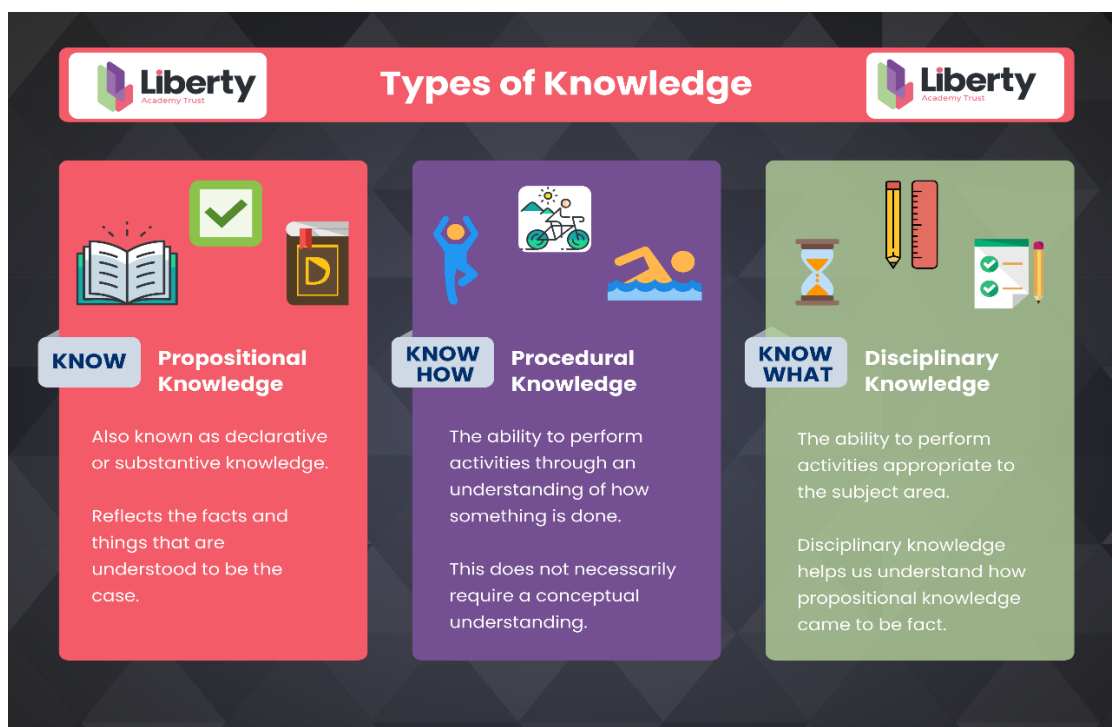 Liberty
Academy Trust
Types of Knowledge
Liberty
Academy Trust
D
KNOW
Propositional
Knowledge
Also known as declarative
or substantive knowledge.
Reflects the facts and
things that are
understood to be the
case.
KNOW
HOW
Procedural
Knowledge
The ability to perform
activities through an
understanding of how
something is done.
This does not necessarily
require a conceptual
understanding.
KNOW
WHAT
Disciplinary
Knowledge
The ability to perform
activities appropriate to
the subject area.
Disciplinary knowledge
helps us understand how
propositional knowledge
came to be fact.